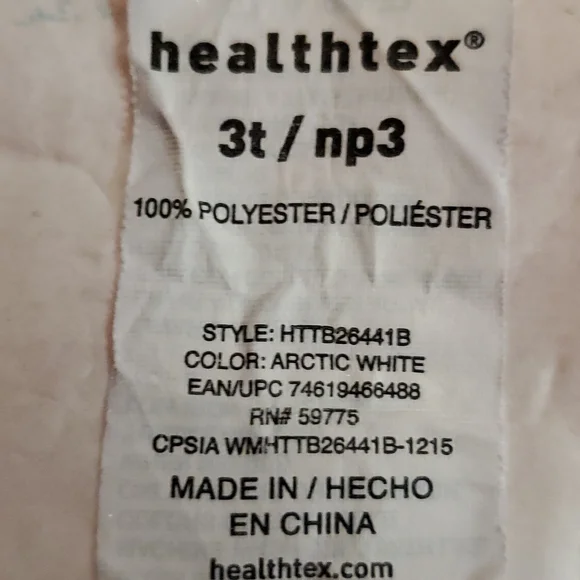 healthtex®
3t / np3
100% POLYESTER / POLIÉSTER
STYLE: HTTB26441B
COLOR: ARCTIC WHITE
EAN/UPC 74619466488
RN# 59775
CPSIA WMHTTB26441B-1215
MADE IN / HECHO
EN CHINA
healthtex.com